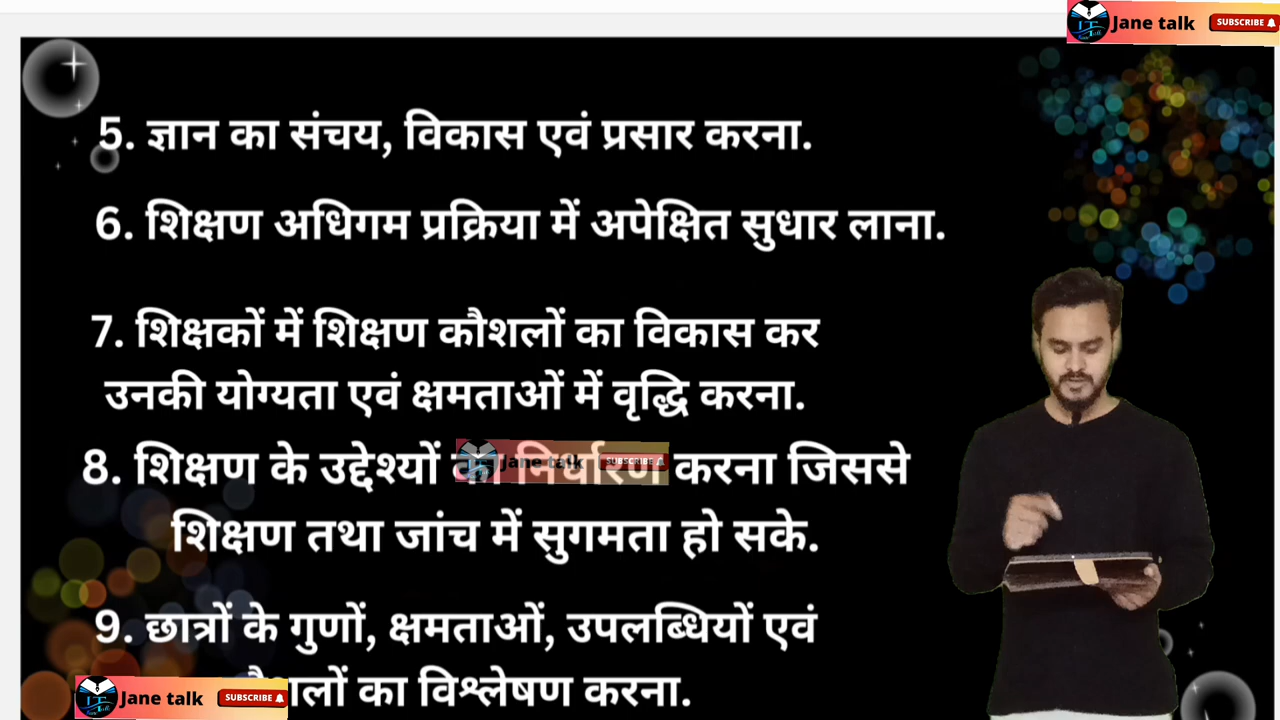 Jane talk SUBSCRIBE
5. ज्ञान का संचय, विकास एवं प्रसार करना.
6. शिक्षण अधिगम प्रक्रिया में अपेक्षित सुधार लाना.
7. शिक्षकों में शिक्षण कौशलों का विकास कर
उनकी योग्यता एवं क्षमताओं में वृद्धि करना.
8. शिक्षण के उद्देश्यों का निर्धारण करना जिससे
Jane talk SUBSCRIBE
शिक्षण तथा जांच में सुगमता हो सके.
9. छात्रों के गुणों, क्षमताओं, उपलब्धियों एवं
का विश्लेषण करना.
Jane talk SUBSCRIBE